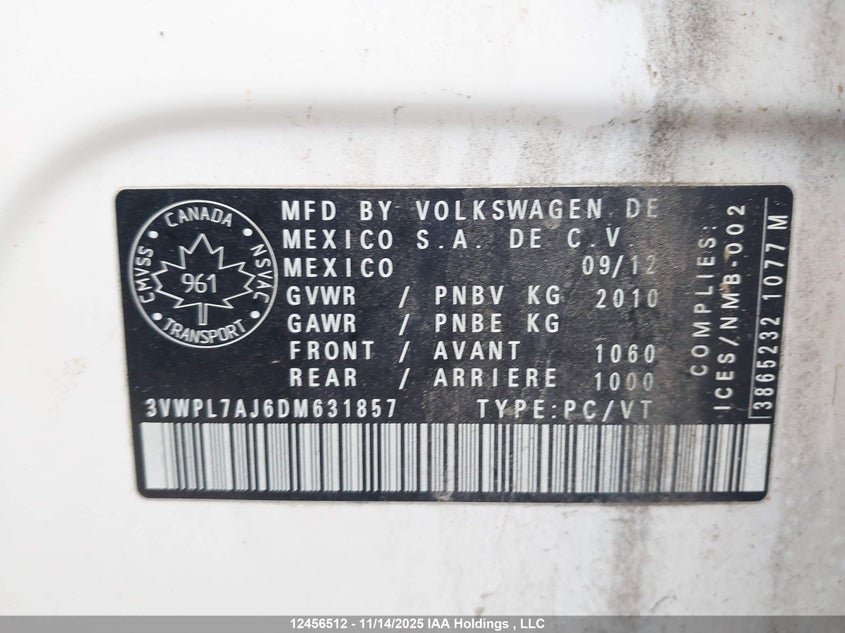 CANADA
CMVSS
NSVAC
961
TRANSPORT
MFD BY VOLKSWAGEN DE
MEXICO S.A. DE C.V.
MEXICO 09/12
GVWR / PNBV KG 2010
GAWR / PNBE KG
FRONT / AVANT 1060
REAR / ARRIERE 1000
3VWPL7AJ6DM631857 TYPE:PC/VT
COMPLIES:
ICES/NMB-002
3865232 1077M
12456512 - 11/14/2025 IAA Holdings , LLC